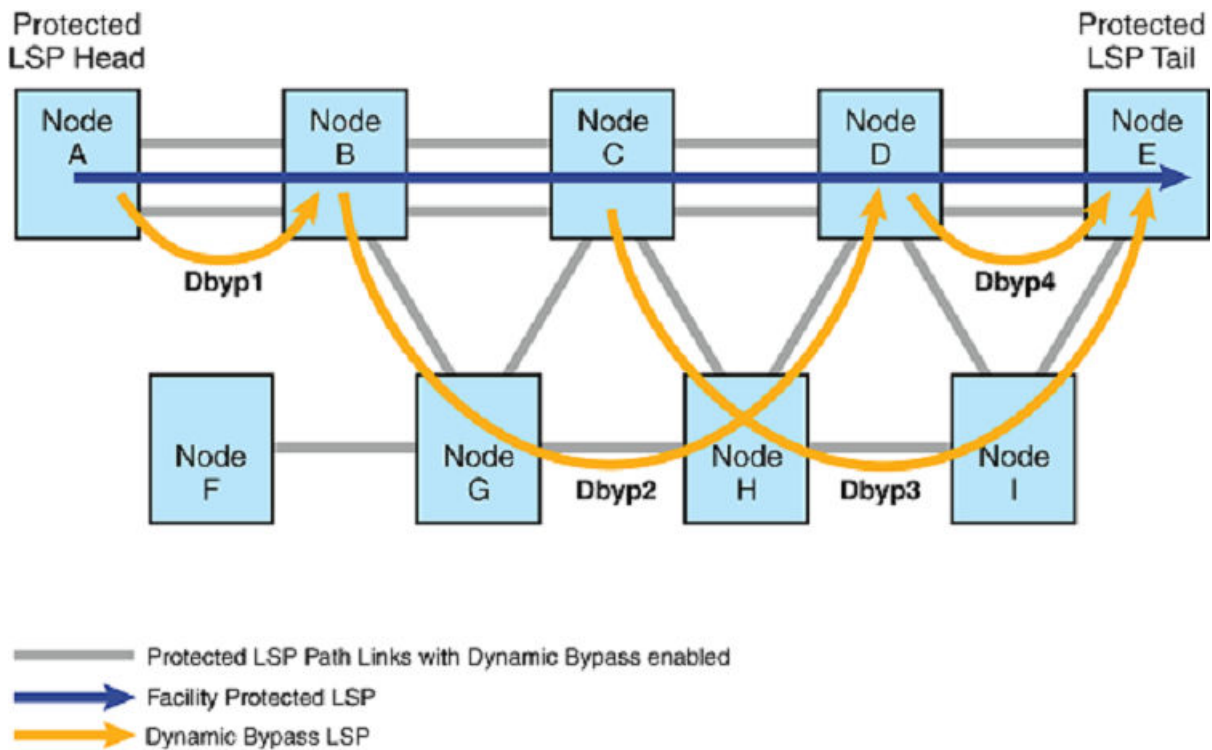 Protected
LSP Head
Protected
LSP Tail
Node
A
Node
B
Node
C
Node
D
Node
E
Dbyp1
Dbyp4
Node
F
Node
G
Node
H
Node
I
Dbyp2
Dbyp3
Protected LSP Path Links with Dynamic Bypass enabled
Facility Protected LSP
Dynamic Bypass LSP